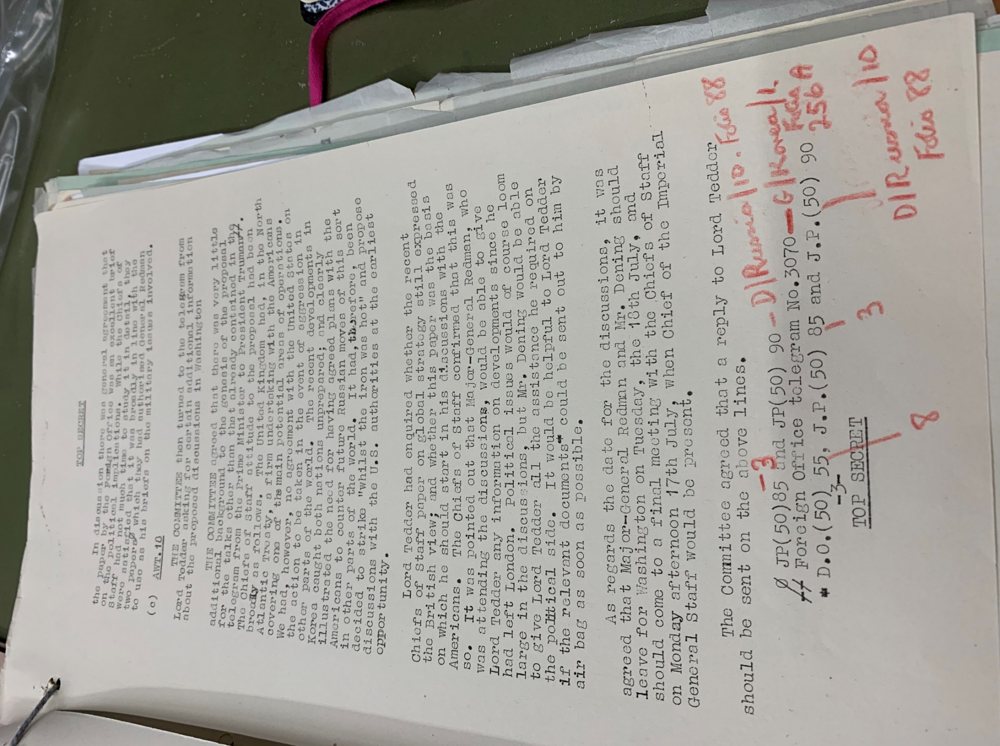 TOP SECRET
In discussion there was general agreement that
the paper by the Foreign Office was an excellent brief
on the political implications. While the Chiefs of
Staff had not much time to study it in detail, they
were satisfied that it was broadly in line with the
two papersØ which they had authorised General Redman
to use as his briefs on the military issues involved.
(c) AWT.18
THE COMMITTEE then turned to the telegram from
Lord Tedder asking for certain additional information
about the proposed discussions in Washington
THE COMMITTEE agreed that there was very little
additional background to the genesis of the proposal
for the talks other than that already contained in the
telegram from the Prime Minister to President Truman//.
The Chiefs of Staff attitude to the proposal had been
broadly as follows. The United Kingdom had, in the North
Atlantic Treaty, a firm undertaking with the Americans
covering one of the main potential areas of operations.
We had, however, no agreement with the United States on
the action to be taken in the event of aggression in
other parts of the world. The recent developments in
Korea caught both nations unprepared; and clearly
illustrated the need for having agreed plans with the
Americans to counter future Russian moves of this sort
in other parts of the world. It had, therefore, been
decided to strike "whilst the iron was hot" and propose
discussions with the U.S. authorities at the earliest
opportunity.
Lord Tedder had enquired whether the recent
Chiefs of Staff paper on global strategy still expressed
the British view; and whether this paper was the basis
on which he should start in his discussions with the
Americans. The Chiefs of Staff confirmed that this was
so. It was pointed out that Major-General Redman, who
was attending the discussions, would be able to give
Lord Tedder any information on developments since he
had left London. Political issues would of course loom
large in the discussions, but Mr. Dening would be able
to give Lord Tedder all the assistance he required on
the political side. It would be helpful to Lord Tedder
if the relevant documents* could be sent out to him by
air bag as soon as possible.
As regards the date for the discussions, it was
agreed that Major-General Redman and Mr. Dening should
leave for Washington on Tuesday, the 18th July, and
should come to a final meeting with the Chiefs of Staff
on Monday afternoon 17th July, when Chief of the Imperial
General Staff would be present.
The Committee agreed that a reply to Lord Tedder
should be sent on the above lines.
-3 D/Russia/10. Folio 88
Ø JP(50)85 and JP(50) 90 - D/Russia/10. Folio 88
// Foreign Office telegram No.3070 - G/Korea/1. Folio 256A
* D.O.(50) 55, J.P.(50) 85 and J.P.(50) 90
8
3
D/Russia/10
Folio 88
-3-
TOP SECRET